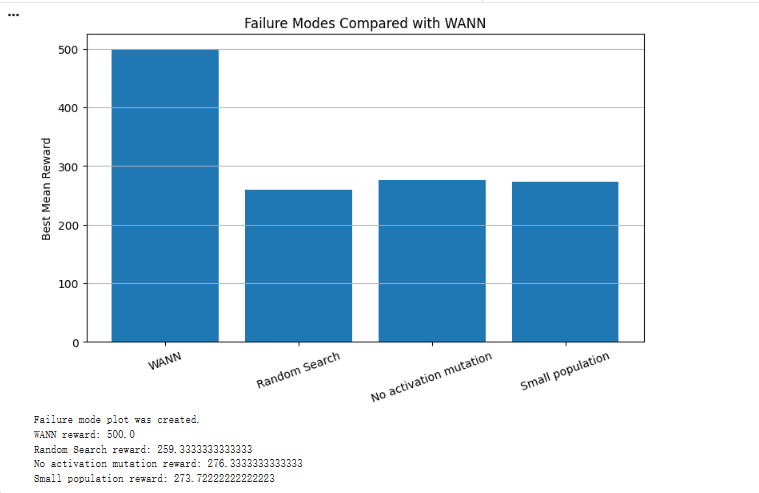 ...
Failure Modes Compared with WANN
500
400
300
200
100
0
Best Mean Reward
WANN
Random Search
No activation mutation
Small population
Failure mode plot was created.
WANN reward: 500.0
Random Search reward: 259.3333333333333
No activation mutation reward: 276.3333333333333
Small population reward: 273.72222222222223